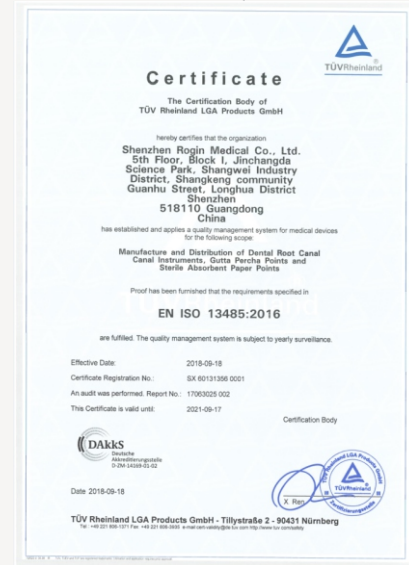 TÜVRheinland
Certificate
The Certification Body of
TÜV Rheinland LGA Products GmbH
hereby certifies that the organization
Shenzhen Rogin Medical Co., Ltd.
5th Floor, Block I, Jinchangda
Science Park, Shangwei Industry
District, Shangkeng community
Guanhu Street, Longhua District
Shenzhen
518110 Guangdong
China
has established and applies a quality management system for medical devices
for the following scope:
Manufacture and Distribution of Dental Root Canal
Canal Instruments, Gutta Percha Points and
Sterile Absorbent Paper Points
Proof has been furnished that the requirements specified in
EN ISO 13485:2016
are fulfilled. The quality management system is subject to yearly surveillance.
Effective Date: 2018-09-18
Certificate Registration No.: SX 60131356 0001
An audit was performed. Report No.: 17063025 002
This Certificate is valid until: 2021-09-17
Certification Body
DAkkS
Deutsche
Akkreditierungsstelle
D-ZM-14169-01-02
Date 2018-09-18
X. Ren
TÜVRheinland
TÜV Rheinland LGA Products GmbH - Tillystraße 2 - 90431 Nürnberg